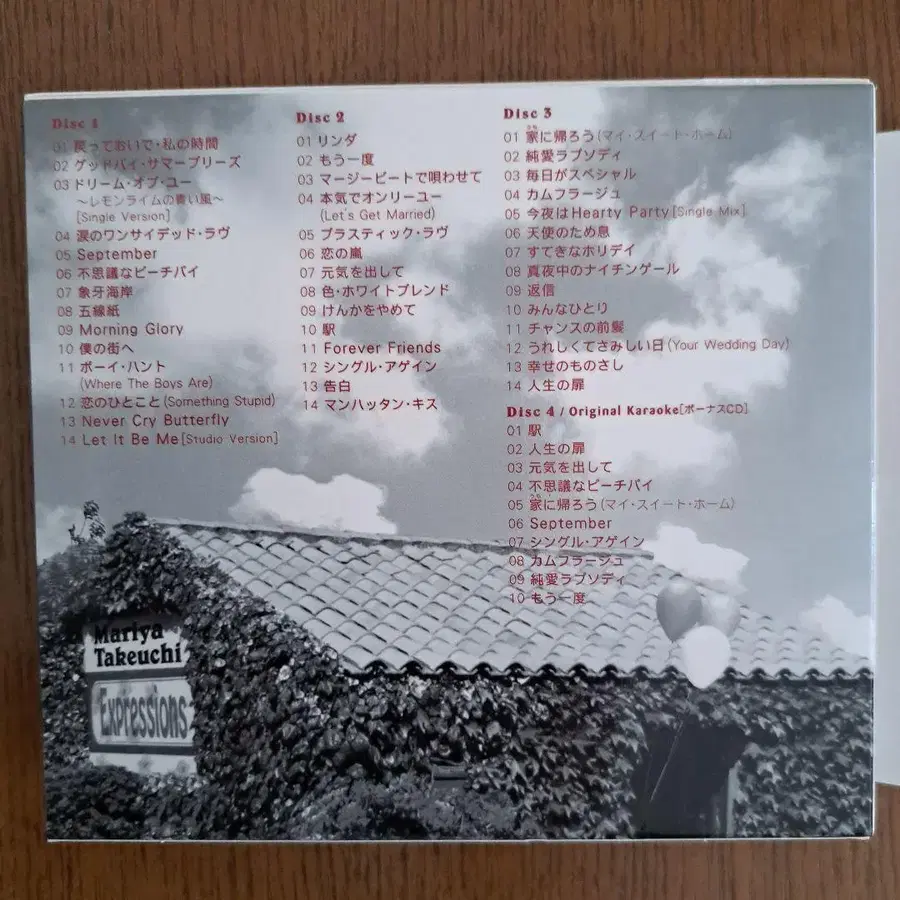 Disc 1
01 戻っておいで・私の時間
02 グッドバイ・サマーブリーズ
03 ドリーム・オブ・ユー
〜レモンライムの青い風〜
[Single Version]
04 涙のワンサイデッド・ラヴ
05 September
06 不思議なピーチパイ
07 象牙海岸
08 五線紙
09 Morning Glory
10 僕の街へ
11 ボーイ・ハント
(Where The Boys Are)
12 恋のひとこと(Something Stupid)
13 Never Cry Butterfly
14 Let It Be Me[Studio Version]
Disc 2
01 リンダ
02 もう一度
03 マージービートで唄わせて
04 本気でオンリーユー
(Let's Get Married)
05 プラスティック・ラヴ
06 恋の嵐
07 元気を出して
08 色・ホワイトブレンド
09 けんかをやめて
10 駅
11 Forever Friends
12 シングル・アゲイン
13 告白
14 マンハッタン・キス
Disc 3
01 家に帰ろう(マイ・スイート・ホーム)
02 純愛ラプソディ
03 毎日がスペシャル
04 カムフラージュ
05 今夜はHearty Party[Single Mix]
06 天使のため息
07 すてきなホリデイ
08 真夜中のナイチンゲール
09 返信
10 みんなひとり
11 チャンスの前髪
12 うれしくてさみしい日(Your Wedding Day)
13 幸せのものさし
14 人生の扉
Disc 4 / Original Karaoke[ボーナスCD]
01 駅
02 人生の扉
03 元気を出して
04 不思議なピーチパイ
05 家に帰ろう(マイ・スイート・ホーム)
06 September
07 シングル・アゲイン
08 カムフラージュ
09 純愛ラプソディ
10 もう一度
Mariya
Takeuchi
Expressions